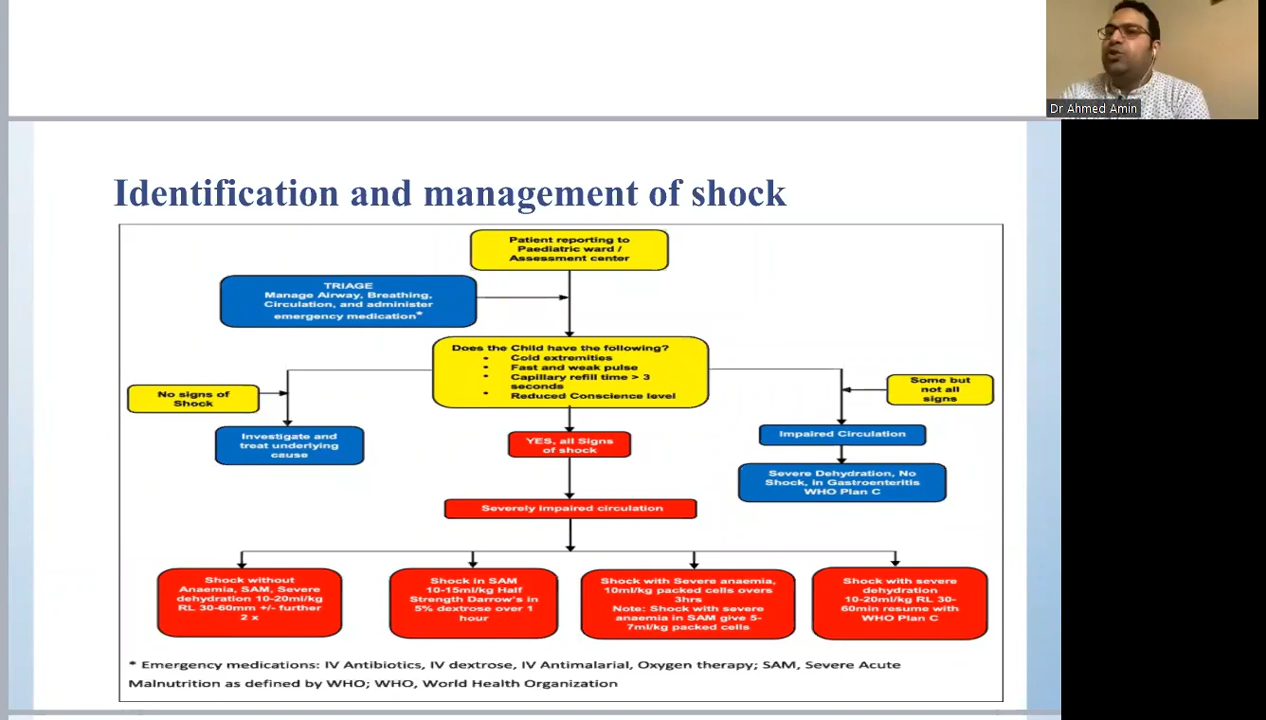 Dr Ahmed Amin
Identification and management of shock
Patient reporting to
Paediatric ward /
Assessment center
TRIAGE
Manage Airway, Breathing,
Circulation, and administer
emergency medication*
Does the Child have the following?
• Cold extremities
• Fast and weak pulse
• Capillary refill time > 3
seconds
• Reduced Conscience level
No signs of
Shock
Some but
not all
signs
Investigate and
treat underlying
cause
YES, all Signs
of shock
Impaired Circulation
Severe Dehydration, No
Shock, in Gastroenteritis
WHO Plan C
Severely impaired circulation
Shock without
Anaemia, SAM, Severe
dehydration 10-20ml/kg
RL 30-60mm +/- further
2 x
Shock in SAM
10-15ml/kg Half
Strength Darrow's in
5% dextrose over 1
hour
Shock with Severe anaemia,
10ml/kg packed cells overs
3hrs
Note: Shock with severe
anaemia in SAM give 5-
7ml/kg packed cells
Shock with severe
dehydration
10-20ml/kg RL 30-
60min resume with
WHO Plan C
* Emergency medications: IV Antibiotics, IV dextrose, IV Antimalarial, Oxygen therapy; SAM, Severe Acute
Malnutrition as defined by WHO; WHO, World Health Organization